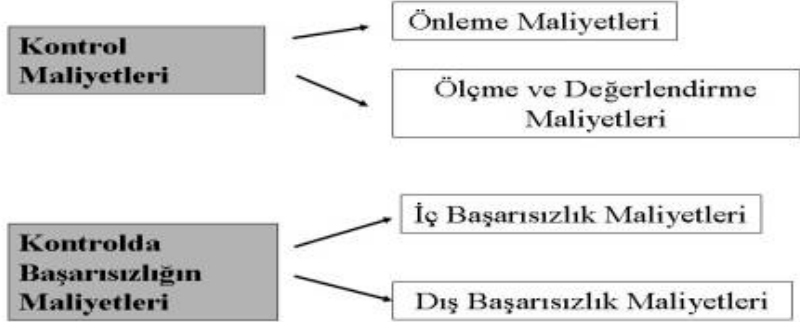 Kontrol
Maliyetleri
Önleme Maliyetleri
Ölçme ve Değerlendirme
Maliyetleri
Kontrolda
Başarısızlığın
Maliyetleri
İç Başarısızlık Maliyetleri
Dış Başarısızlık Maliyetleri